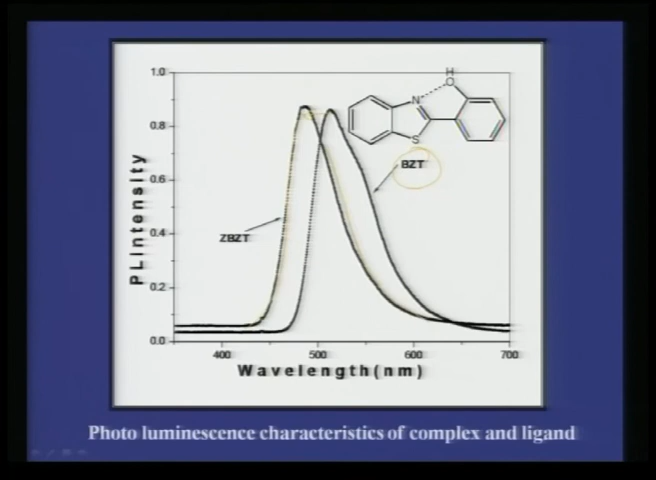 1.0
0.8
0.6
0.4
0.2
0.0
PL Intensity
H
O
N
S
BZT
ZBZT
400 500 600 700
Wavelength(nm)
Photo luminescence characteristics of complex and ligand